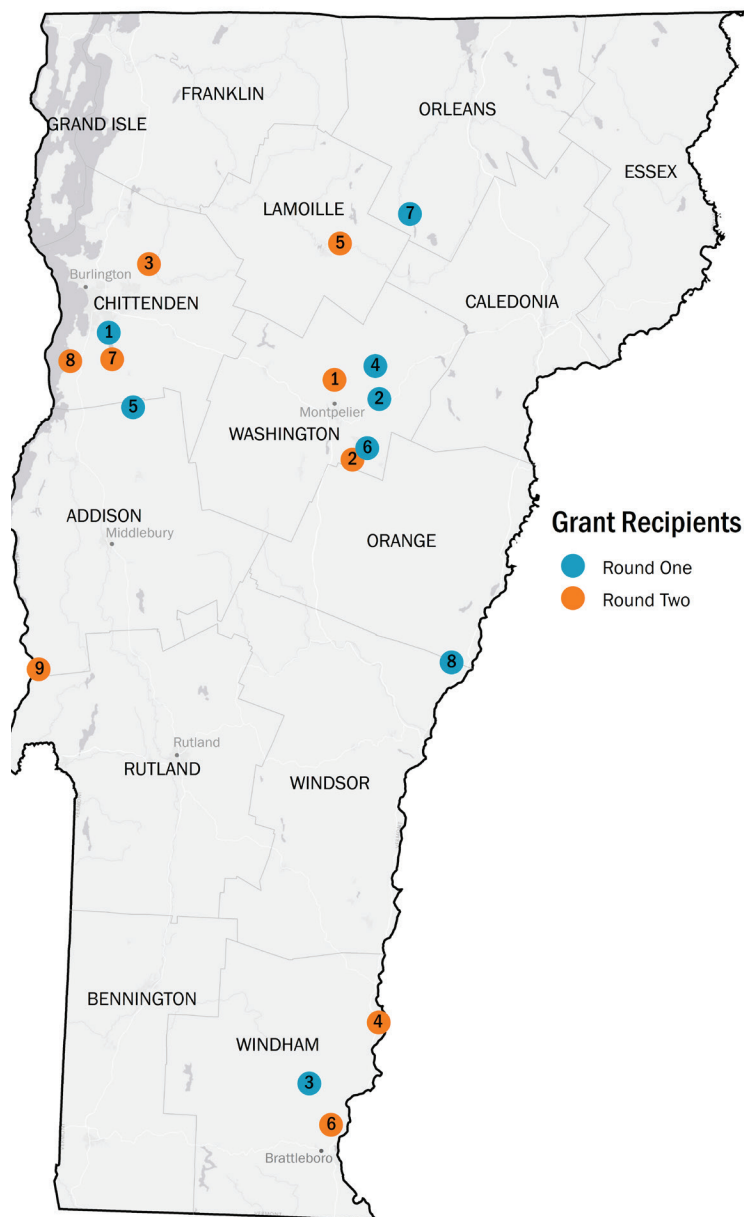 FRANKLIN
ORLEANS
GRAND ISLE
ESSEX
LAMOILLE
7
5
3
Burlington
CHITTENDEN
CALEDONIA
1
8
7
4
1
2
5
Montpelier
WASHINGTON
6
2
ADDISON
Middlebury
ORANGE
Grant Recipients
Round One
Round Two
8
9
Rutland
RUTLAND
WINDSOR
BENNINGTON
4
WINDHAM
3
6
Brattleboro